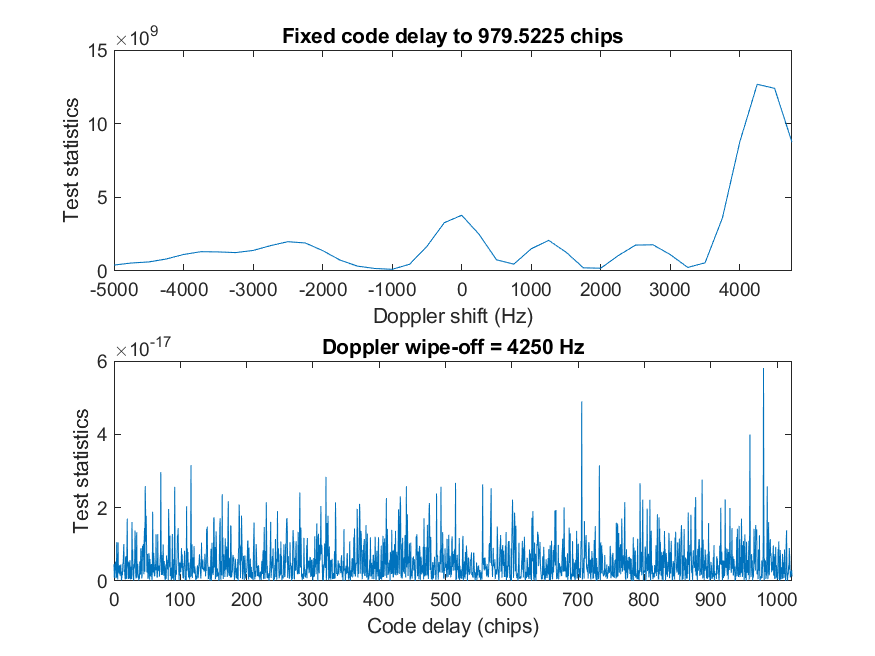 ×10^9
Fixed code delay to 979.5225 chips
15
10
5
0
Test statistics
-5000 -4000 -3000 -2000 -1000 0 1000 2000 3000 4000
Doppler shift (Hz)
×10^-17
Doppler wipe-off = 4250 Hz
6
4
2
0
Test statistics
0 100 200 300 400 500 600 700 800 900 1000
Code delay (chips)